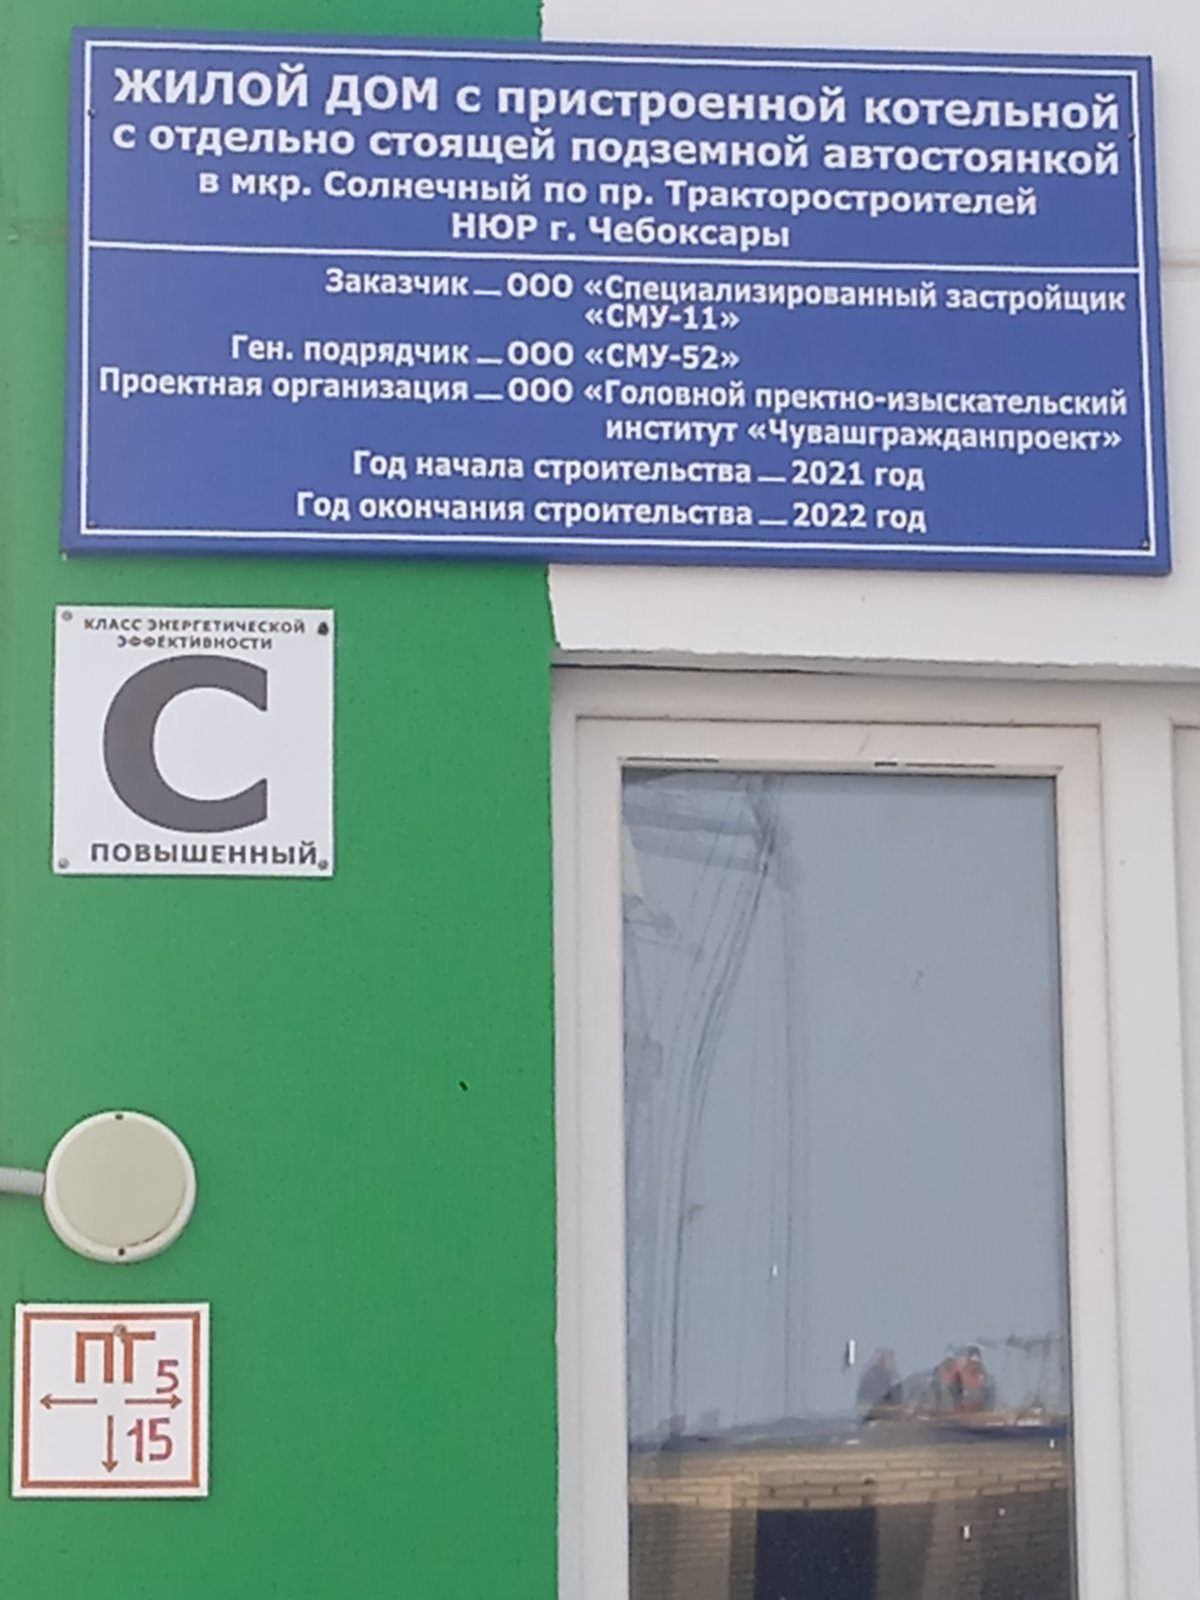 ЖИЛОЙ ДОМ с пристроенной котельной
с отдельно стоящей подземной автостоянкой
в мкр. Солнечный по пр. Тракторостроителей
НЮР г. Чебоксары
Заказчик — ООО «Специализированный застройщик
«СМУ-11»
Ген. подрядчик — ООО «СМУ-52»
Проектная организация — ООО «Головной пректно-изыскательский
институт «Чувашгражданпроект»
Год начала строительства — 2021 год
Год окончания строительства — 2022 год
КЛАСС ЭНЕРГЕТИЧЕСКОЙ
ЭФФЕКТИВНОСТИ
С
ПОВЫШЕННЫЙ
ПГ 5
15